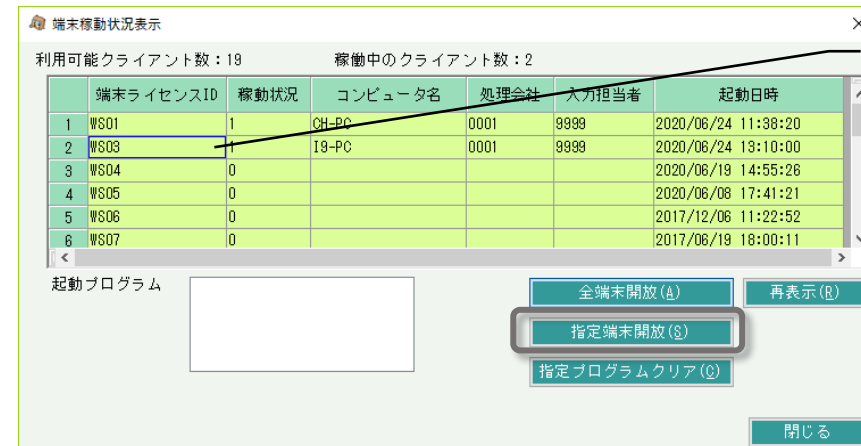 端末稼動状況表示
利用可能クライアント数：19 稼働中のクライアント数：2
端末ライセンスID 稼動状況 コンピュータ名 処理会社 入力担当者 起動日時
1 WS01 1 CH-PC 0001 9999 2020/06/24 11:38:20
2 WS03 1 I9-PC 0001 9999 2020/06/24 13:10:00
3 WS04 0 2020/06/19 14:55:26
4 WS05 0 2020/06/08 17:41:21
5 WS06 0 2017/12/06 11:22:52
6 WS07 0 2017/06/19 18:00:11
起動プログラム
全端末開放(A) 再表示(R)
指定端末開放(S)
指定プログラムクリア(C)
閉じる